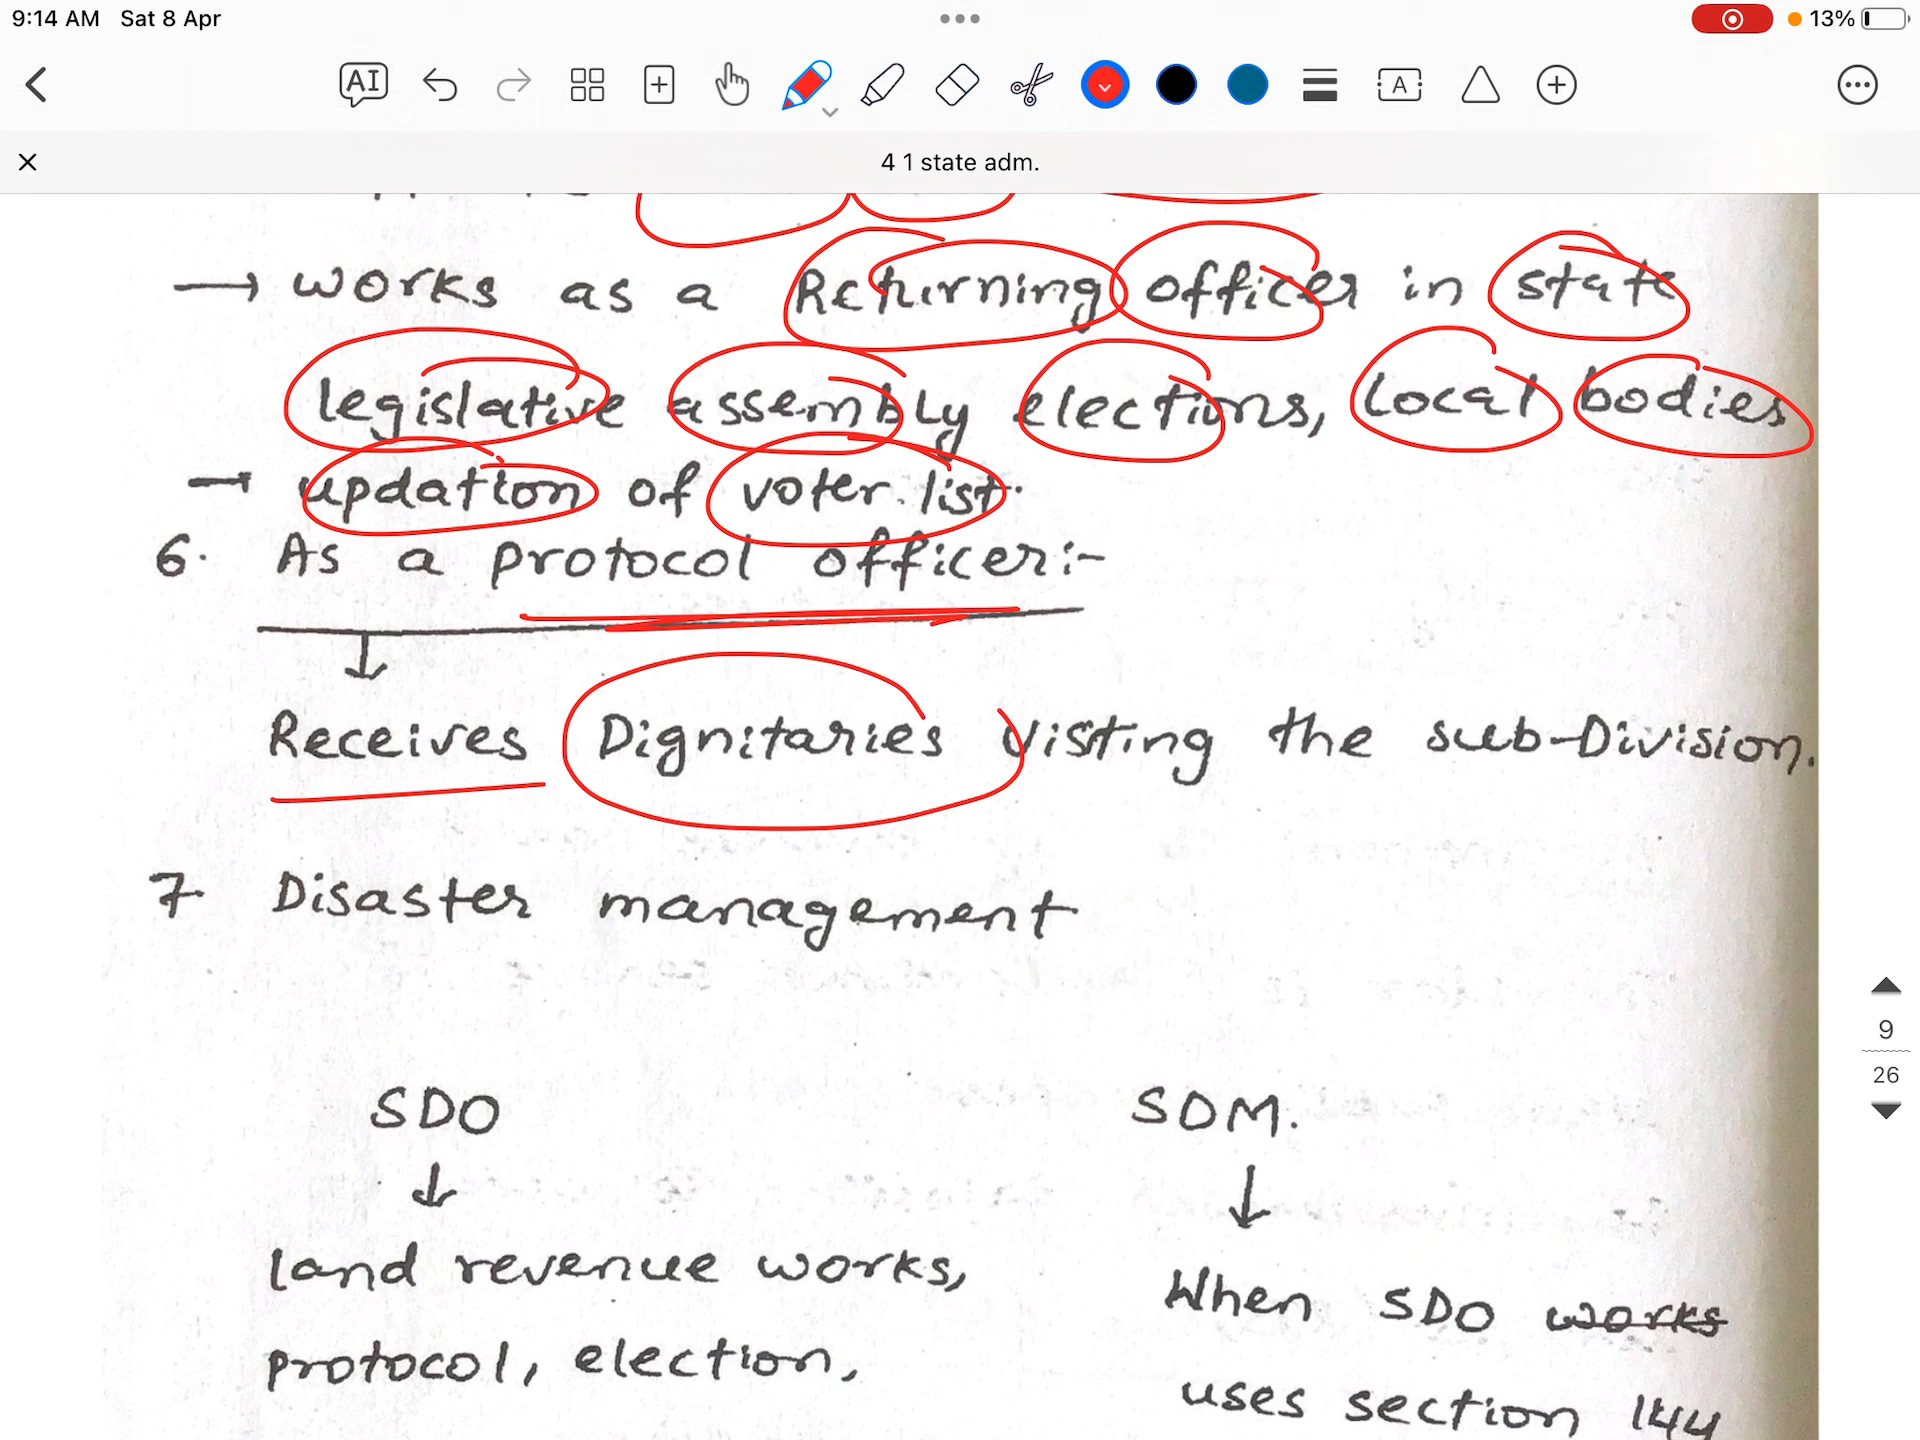 9:14 AM Sat 8 Apr
13%
AI
A
4 1 state adm.
→ works as a Returning officer in state
legislative assembly elections, local bodies
→ updation of voter list.
6. As a protocol officer:-
↓
Receives Dignitaries visiting the sub-Division.
7 Disaster management
9
26
SDO SDM.
↓ ↓
land revenue works,
When SDO works
protocol, election,
uses section 144